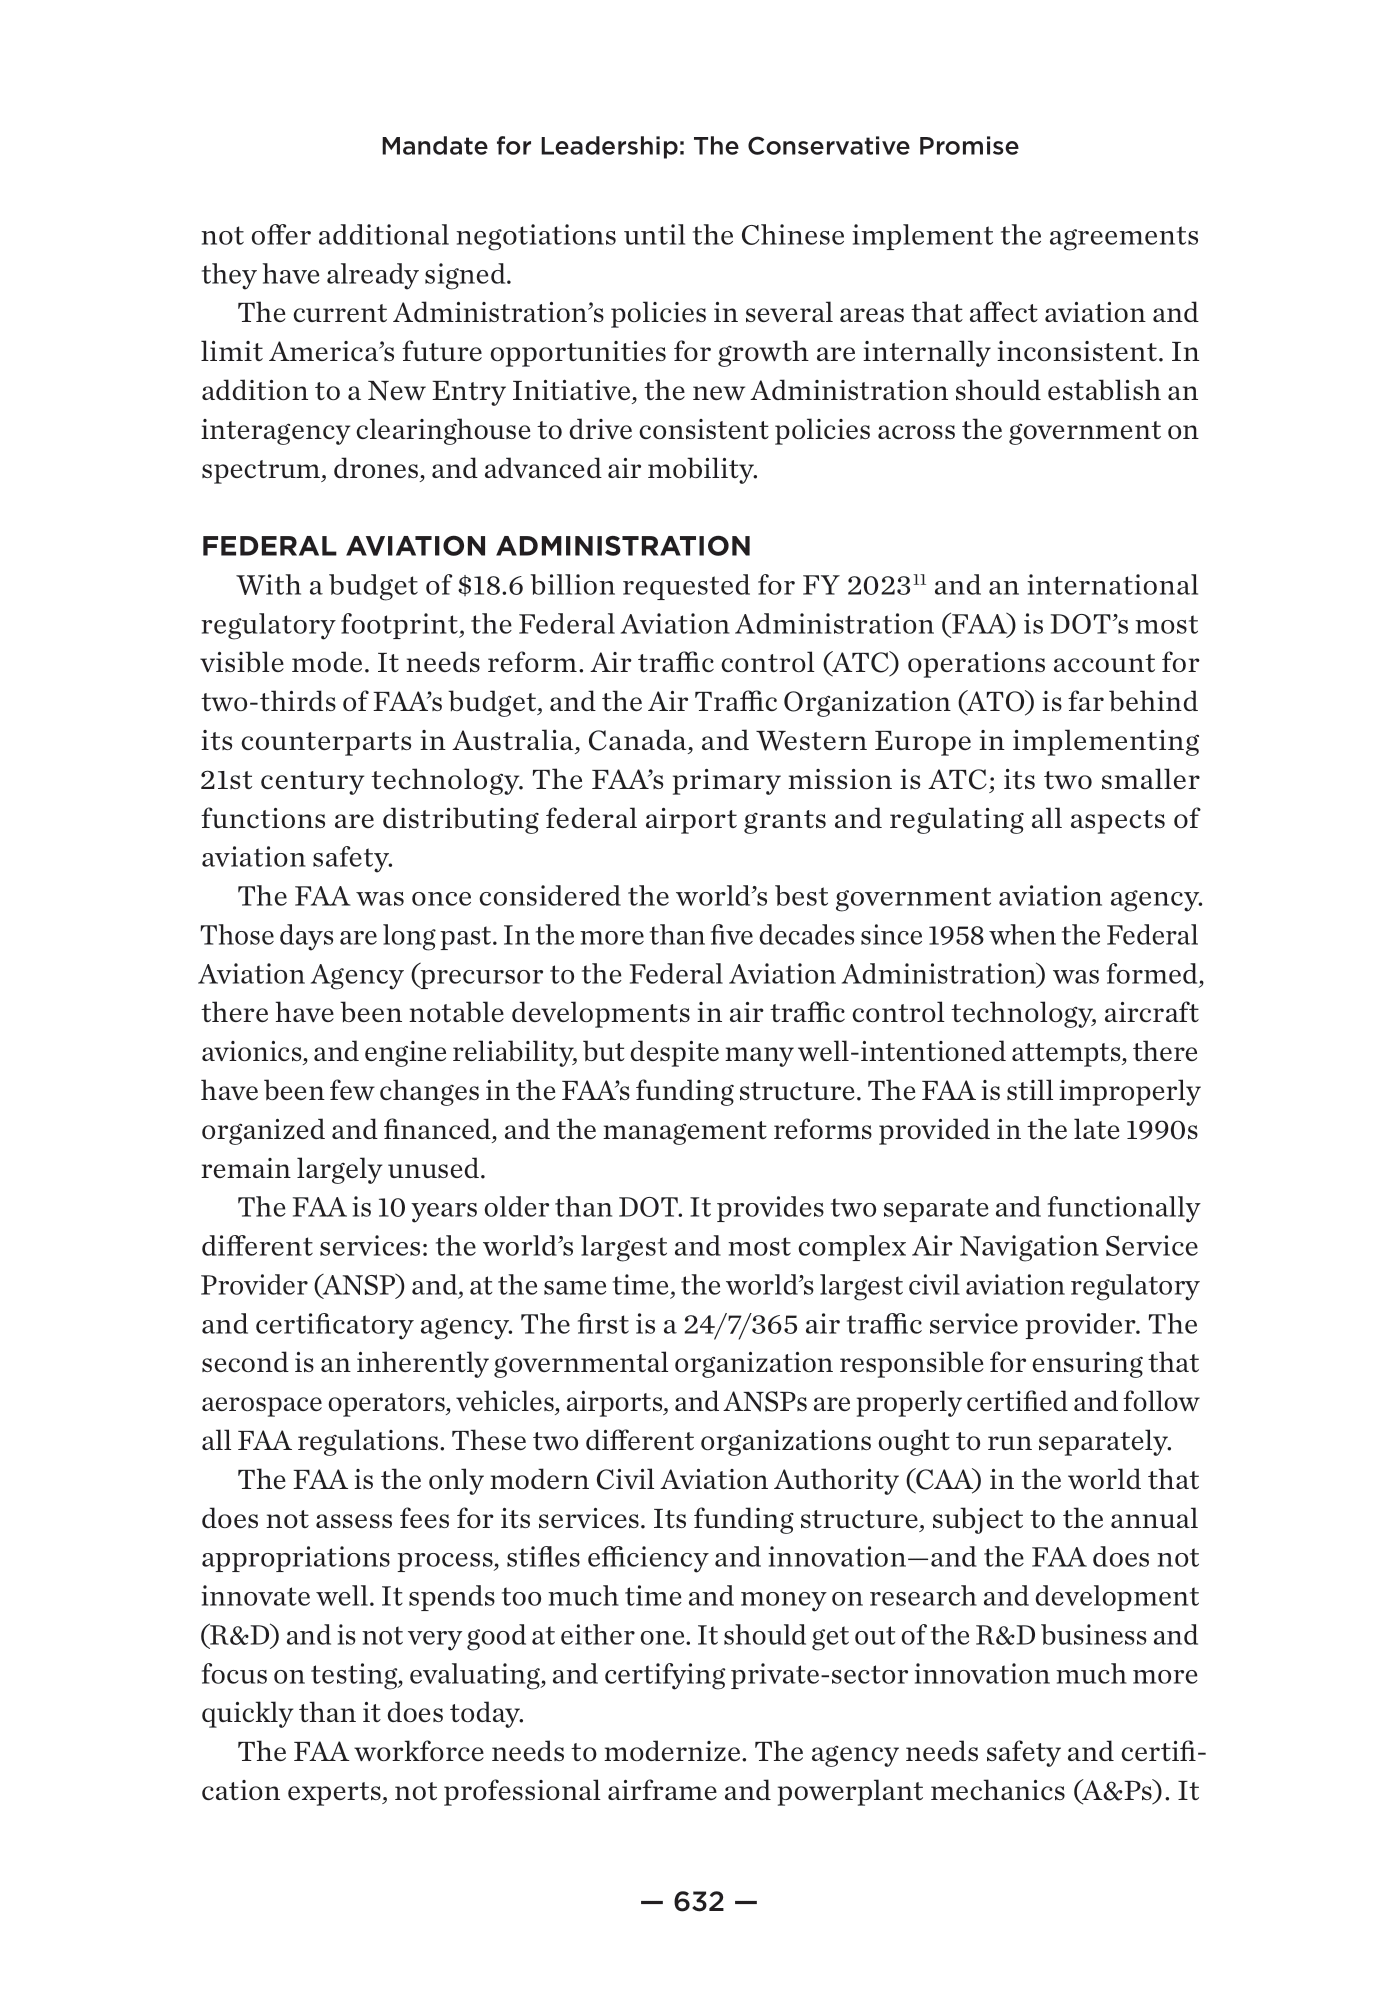 Mandate for Leadership: The Conservative Promise
not offer additional negotiations until the Chinese implement the agreements
they have already signed.
The current Administration’s policies in several areas that affect aviation and
limit America’s future opportunities for growth are internally inconsistent. In
addition to a New Entry Initiative, the new Administration should establish an
interagency clearinghouse to drive consistent policies across the government on
spectrum, drones, and advanced air mobility.
FEDERAL AVIATION ADMINISTRATION
With a budget of $18.6 billion requested for FY 2023¹¹ and an international
regulatory footprint, the Federal Aviation Administration (FAA) is DOT’s most
visible mode. It needs reform. Air traffic control (ATC) operations account for
two-thirds of FAA’s budget, and the Air Traffic Organization (ATO) is far behind
its counterparts in Australia, Canada, and Western Europe in implementing
21st century technology. The FAA’s primary mission is ATC; its two smaller
functions are distributing federal airport grants and regulating all aspects of
aviation safety.
The FAA was once considered the world’s best government aviation agency.
Those days are long past. In the more than five decades since 1958 when the Federal
Aviation Agency (precursor to the Federal Aviation Administration) was formed,
there have been notable developments in air traffic control technology, aircraft
avionics, and engine reliability, but despite many well-intentioned attempts, there
have been few changes in the FAA’s funding structure. The FAA is still improperly
organized and financed, and the management reforms provided in the late 1990s
remain largely unused.
The FAA is 10 years older than DOT. It provides two separate and functionally
different services: the world’s largest and most complex Air Navigation Service
Provider (ANSP) and, at the same time, the world’s largest civil aviation regulatory
and certificatory agency. The first is a 24/7/365 air traffic service provider. The
second is an inherently governmental organization responsible for ensuring that
aerospace operators, vehicles, airports, and ANSPs are properly certified and follow
all FAA regulations. These two different organizations ought to run separately.
The FAA is the only modern Civil Aviation Authority (CAA) in the world that
does not assess fees for its services. Its funding structure, subject to the annual
appropriations process, stifles efficiency and innovation—and the FAA does not
innovate well. It spends too much time and money on research and development
(R&D) and is not very good at either one. It should get out of the R&D business and
focus on testing, evaluating, and certifying private-sector innovation much more
quickly than it does today.
The FAA workforce needs to modernize. The agency needs safety and certifi-
cation experts, not professional airframe and powerplant mechanics (A&Ps). It
— 632 —